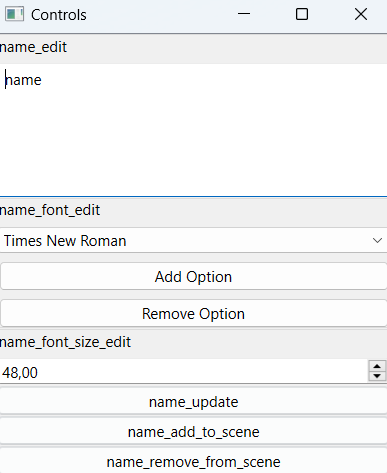 Controls
name_edit
name
name_font_edit
Times New Roman
Add Option
Remove Option
name_font_size_edit
48,00
name_update
name_add_to_scene
name_remove_from_scene